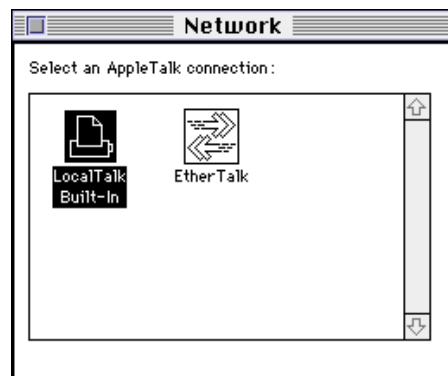 Network
Select an AppleTalk connection:
LocalTalk
Built-In
EtherTalk